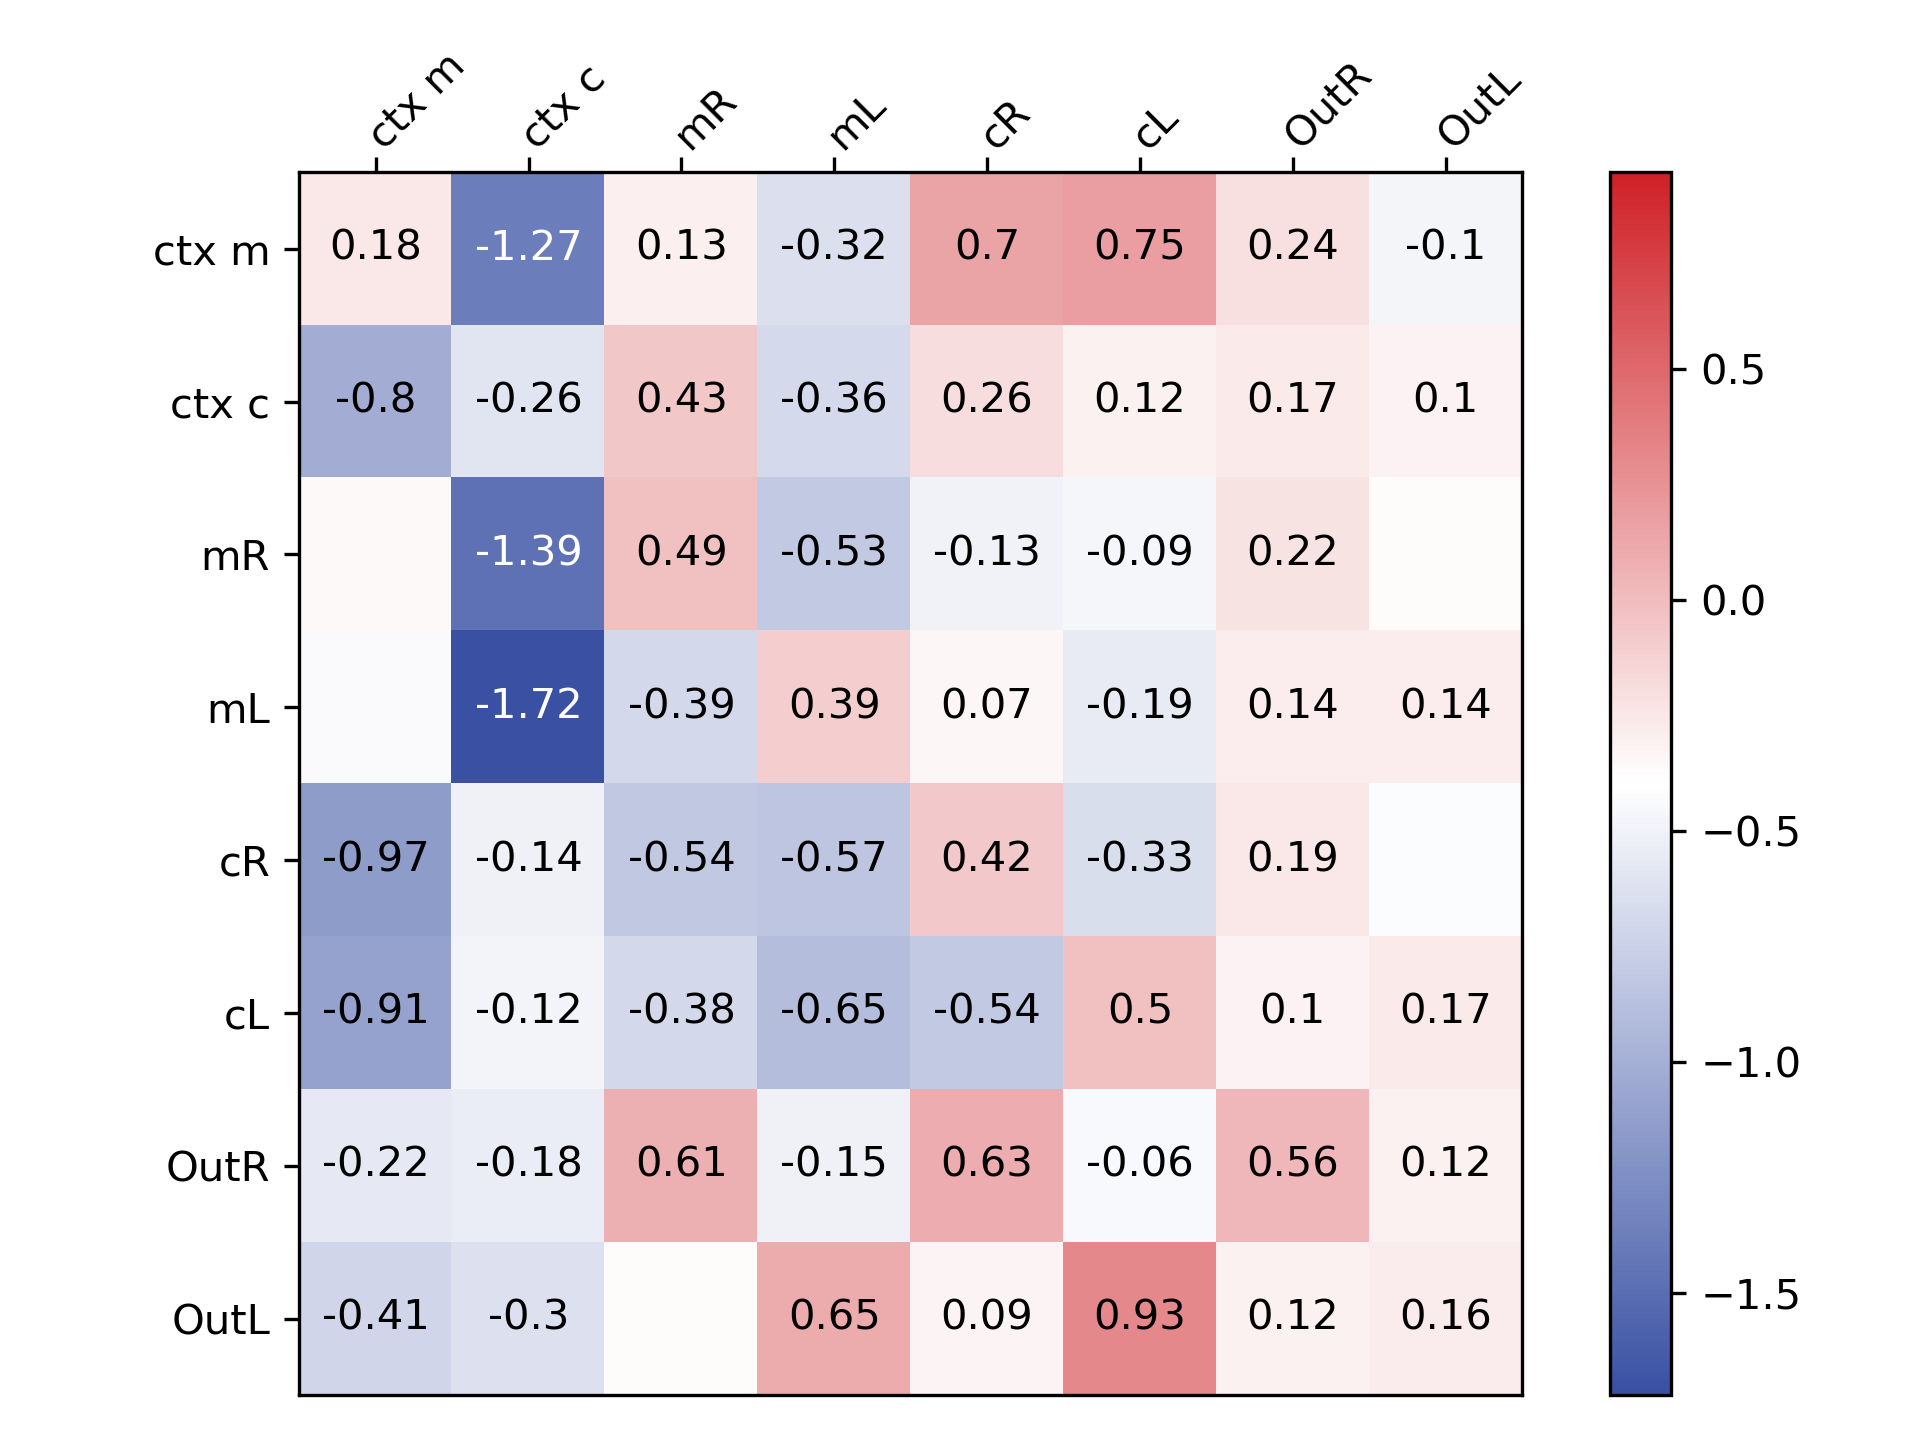 ctx m ctx c mR mL cR cL OutR OutL
ctx m 0.18 -1.27 0.13 -0.32 0.7 0.75 0.24 -0.1
0.5
ctx c -0.8 -0.26 0.43 -0.36 0.26 0.12 0.17 0.1
mR -1.39 0.49 -0.53 -0.13 -0.09 0.22
0.0
mL -1.72 -0.39 0.39 0.07 -0.19 0.14 0.14
−0.5
cR -0.97 -0.14 -0.54 -0.57 0.42 -0.33 0.19
cL -0.91 -0.12 -0.38 -0.65 -0.54 0.5 0.1 0.17
−1.0
OutR -0.22 -0.18 0.61 -0.15 0.63 -0.06 0.56 0.12
−1.5
OutL -0.41 -0.3 0.65 0.09 0.93 0.12 0.16